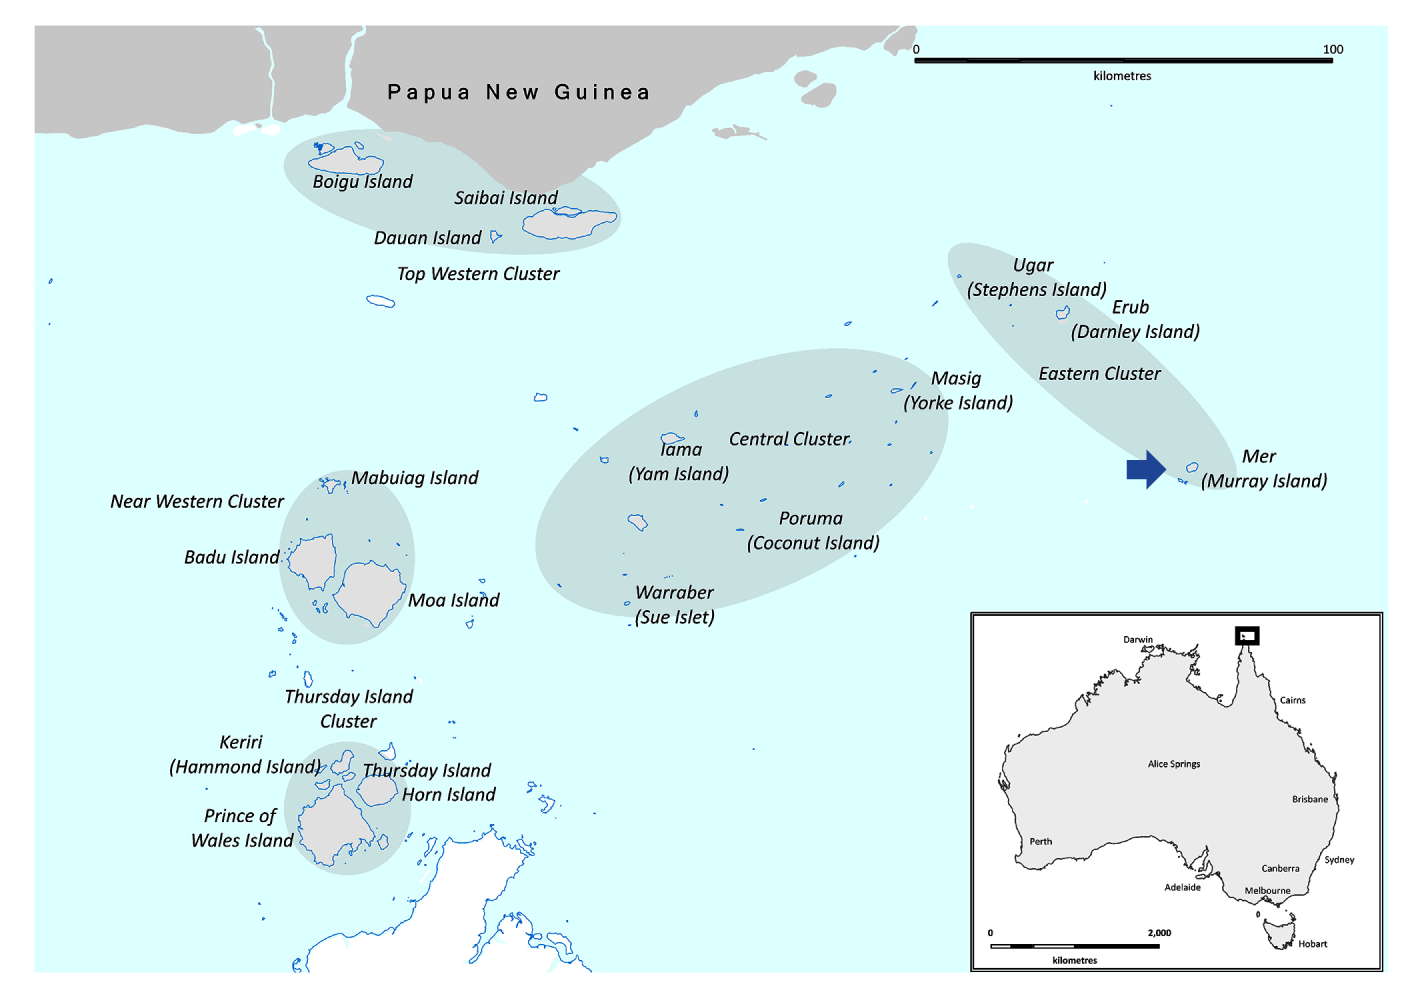 0
100
kilometres
Papua New Guinea
Boigu Island
Saibai Island
Dauan Island
Top Western Cluster
Ugar
(Stephens Island)
Erub
(Darnley Island)
Eastern Cluster
Masig
(Yorke Island)
Central Cluster
Iama
(Yam Island)
Mer
(Murray Island)
Mabuiag Island
Near Western Cluster
Poruma
(Coconut Island)
Badu Island
Moa Island
Warraber
(Sue Islet)
Thursday Island
Cluster
Keriri
(Hammond Island)
Thursday Island
Horn Island
Prince of
Wales Island
Darwin
Cairns
Alice Springs
Brisbane
Perth
Sydney
Canberra
Adelaide
Melbourne
Hobart
0
2,000
kilometres